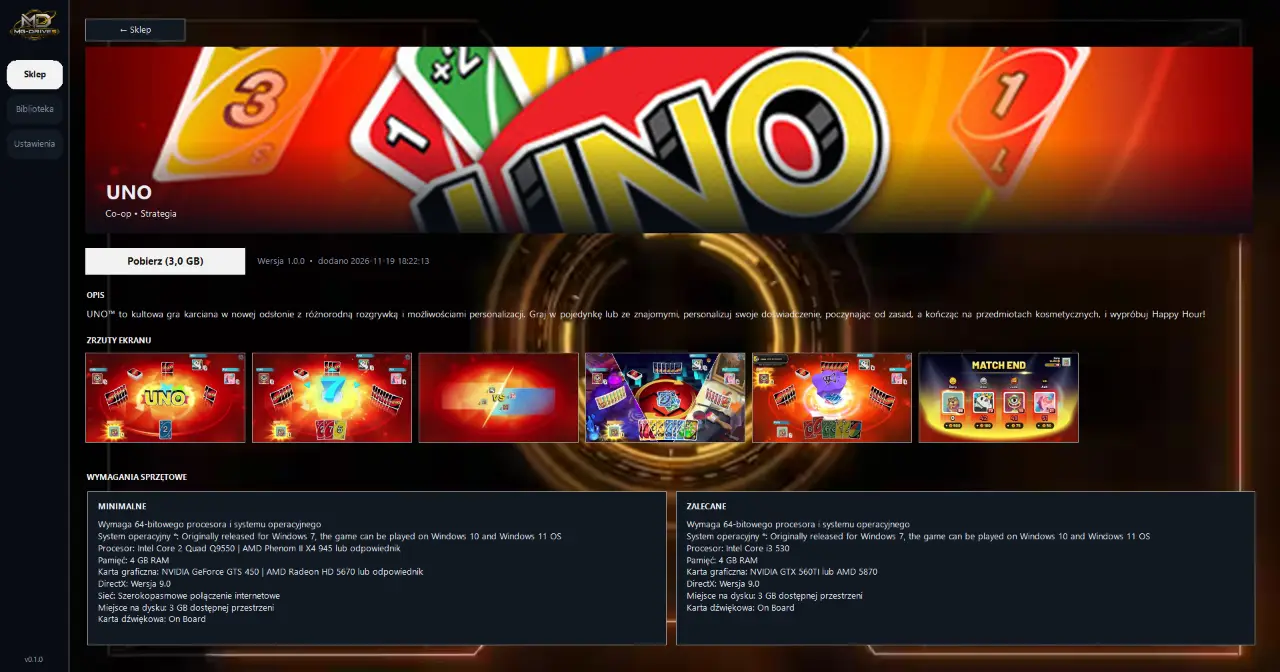 MD
MG-DRIVES
← Sklep
Sklep
Biblioteka
Ustawienia
3
+2
1
UNO
1
UNO
Co-op • Strategia
Pobierz (3,0 GB)
Wersja 1.0.0 • dodano 2026-11-19 18:22:13
OPIS
UNO™ to kultowa gra karciana w nowej odsłonie z różnorodną rozgrywką i możliwościami personalizacji. Graj w pojedynkę lub ze znajomymi, personalizuj swoje doświadczenie, poczynając od zasad, a kończąc na przedmiotach kosmetycznych, i wypróbuj Happy Hour!
ZRZUTY EKRANU
UNO
7
VS
MATCH END
WYMAGANIA SPRZĘTOWE
MINIMALNE
Wymaga 64-bitowego procesora i systemu operacyjnego
System operacyjny *: Originally released for Windows 7, the game can be played on Windows 10 and Windows 11 OS
Procesor: Intel Core 2 Quad Q9550 | AMD Phenom II X4 945 lub odpowiednik
Pamięć: 4 GB RAM
Karta graficzna: NVIDIA GeForce GTS 450 | AMD Radeon HD 5670 lub odpowiednik
DirectX: Wersja 9.0
Sieć: Szerokopasmowe połączenie internetowe
Miejsce na dysku: 3 GB dostępnej przestrzeni
Karta dźwiękowa: On Board
ZALECANE
Wymaga 64-bitowego procesora i systemu operacyjnego
System operacyjny *: Originally released for Windows 7, the game can be played on Windows 10 and Windows 11 OS
Procesor: Intel Core i3 530
Pamięć: 4 GB RAM
Karta graficzna: NVIDIA GTX 560TI lub AMD 5870
DirectX: Wersja 9.0
Miejsce na dysku: 3 GB dostępnej przestrzeni
Karta dźwiękowa: On Board
v0.1.0